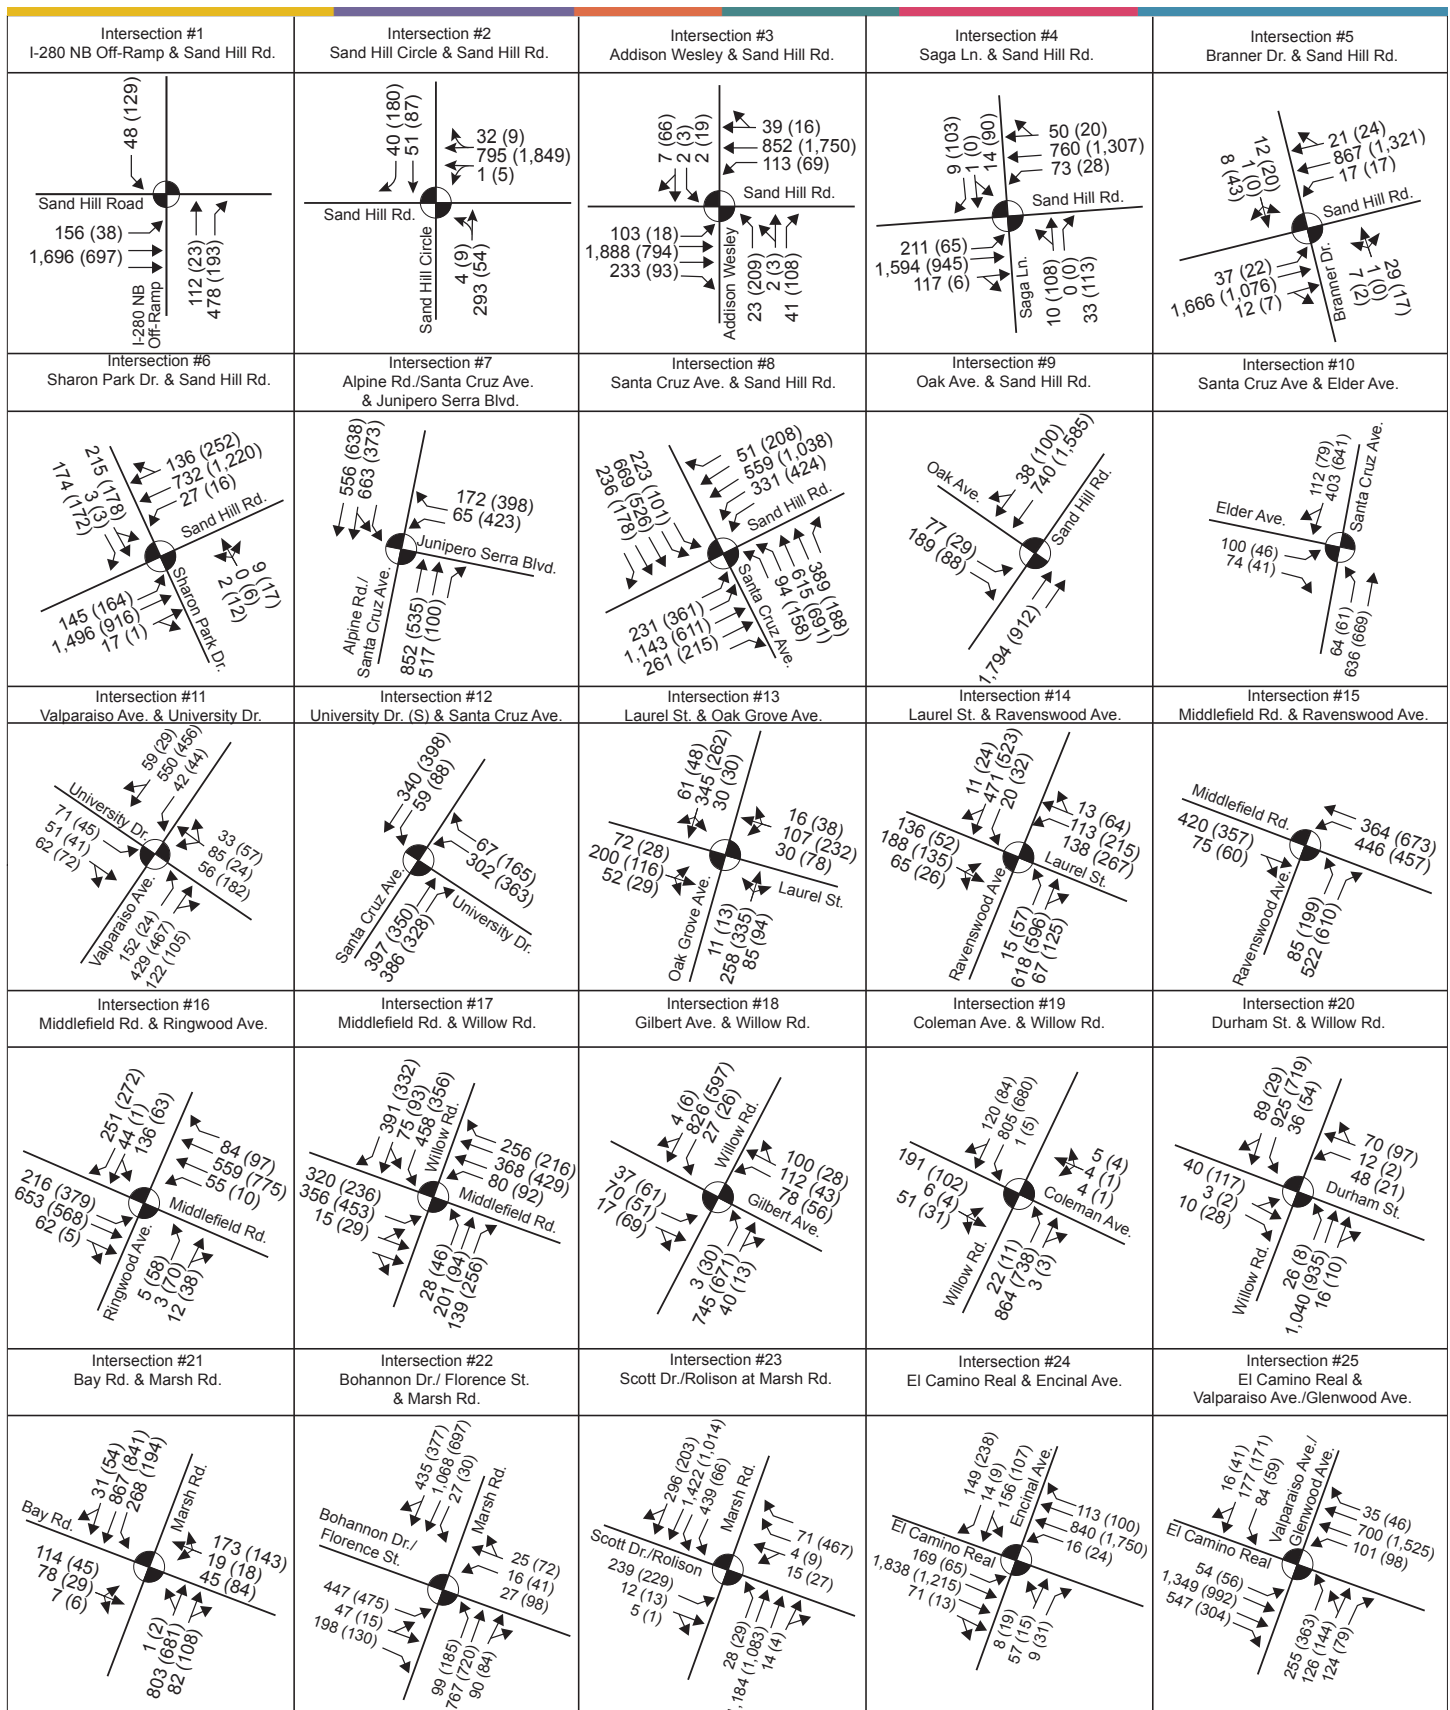 Intersection #1
I-280 NB Off-Ramp & Sand Hill Rd.
48 (129)
Sand Hill Road
156 (38)
1,696 (697)
I-280 NB
Off-Ramp
112 (23)
478 (193)
Intersection #2
Sand Hill Circle & Sand Hill Rd.
40 (180)
51 (87)
32 (9)
795 (1,849)
1 (5)
Sand Hill Rd.
Sand Hill Circle
4 (9)
293 (54)
Intersection #3
Addison Wesley & Sand Hill Rd.
7 (66)
2 (3)
2 (19)
39 (16)
852 (1,750)
113 (69)
Sand Hill Rd.
103 (18)
1,888 (794)
233 (93)
Addison Wesley
23 (209)
2 (3)
41 (108)
Intersection #4
Saga Ln. & Sand Hill Rd.
9 (103)
1 (0)
14 (90)
50 (20)
760 (1,307)
73 (28)
Sand Hill Rd.
211 (65)
1,594 (945)
117 (6)
Saga Ln.
10 (108)
0 (0)
33 (113)
Intersection #5
Branner Dr. & Sand Hill Rd.
12 (20)
1 (0)
8 (43)
21 (24)
867 (1,321)
17 (17)
Sand Hill Rd.
37 (22)
1,666 (1,076)
12 (7)
Branner Dr.
29 (17)
1 (0)
7 (2)
Intersection #6
Sharon Park Dr. & Sand Hill Rd.
215 (178)
3 (3)
174 (172)
136 (252)
732 (1,220)
27 (16)
Sand Hill Rd.
145 (164)
1,496 (916)
17 (1)
Sharon Park Dr.
9 (17)
0 (6)
2 (12)
Intersection #7
Alpine Rd./Santa Cruz Ave.
& Junipero Serra Blvd.
556 (638)
663 (373)
172 (398)
65 (423)
Junipero Serra Blvd.
Alpine Rd./
Santa Cruz Ave.
852 (535)
517 (100)
Intersection #8
Santa Cruz Ave. & Sand Hill Rd.
223 (101)
669 (526)
236 (178)
51 (208)
559 (1,038)
331 (424)
Sand Hill Rd.
231 (361)
1,143 (611)
261 (215)
Santa Cruz Ave.
389 (188)
615 (691)
94 (158)
Intersection #9
Oak Ave. & Sand Hill Rd.
Oak Ave.
38 (100)
740 (1,585)
Sand Hill Rd.
77 (29)
189 (88)
1,794 (912)
Intersection #10
Santa Cruz Ave & Elder Ave.
112 (79)
403 (641)
Santa Cruz Ave.
Elder Ave.
100 (46)
74 (41)
64 (61)
636 (669)
Intersection #11
Valparaiso Ave. & University Dr.
59 (29)
550 (456)
42 (44)
University Dr.
71 (45)
51 (41)
62 (72)
33 (57)
85 (24)
56 (182)
Valparaiso Ave.
152 (24)
429 (467)
122 (105)
Intersection #12
University Dr. (S) & Santa Cruz Ave.
340 (398)
59 (88)
67 (165)
302 (363)
Santa Cruz Ave.
University Dr.
397 (350)
386 (328)
Intersection #13
Laurel St. & Oak Grove Ave.
61 (48)
345 (262)
30 (30)
16 (38)
107 (232)
30 (78)
72 (28)
200 (116)
52 (29)
Laurel St.
Oak Grove Ave.
11 (13)
258 (335)
85 (94)
Intersection #14
Laurel St. & Ravenswood Ave.
11 (24)
471 (523)
20 (32)
13 (64)
113 (215)
138 (267)
136 (52)
188 (135)
65 (26)
Laurel St.
Ravenswood Ave.
15 (57)
618 (596)
67 (125)
Intersection #15
Middlefield Rd. & Ravenswood Ave.
Middlefield Rd.
420 (357)
75 (60)
364 (673)
446 (457)
Ravenswood Ave.
85 (199)
522 (610)
Intersection #16
Middlefield Rd. & Ringwood Ave.
251 (272)
44 (1)
136 (63)
84 (97)
559 (775)
55 (10)
216 (379)
653 (568)
62 (5)
Middlefield Rd.
Ringwood Ave.
5 (58)
3 (70)
12 (38)
Intersection #17
Middlefield Rd. & Willow Rd.
391 (332)
75 (93)
458 (356)
Willow Rd.
256 (216)
368 (429)
80 (92)
320 (236)
356 (453)
15 (29)
Middlefield Rd.
28 (46)
201 (94)
139 (256)
Intersection #18
Gilbert Ave. & Willow Rd.
4 (6)
826 (597)
27 (26)
Willow Rd.
100 (28)
112 (43)
78 (56)
37 (61)
70 (51)
17 (69)
Gilbert Ave.
3 (30)
745 (671)
40 (13)
Intersection #19
Coleman Ave. & Willow Rd.
120 (84)
805 (680)
1 (5)
5 (4)
4 (1)
4 (1)
191 (102)
6 (4)
51 (31)
Coleman Ave.
Willow Rd.
22 (11)
864 (738)
3 (3)
Intersection #20
Durham St. & Willow Rd.
89 (29)
925 (719)
36 (54)
70 (97)
12 (2)
48 (21)
40 (117)
3 (2)
10 (28)
Durham St.
Willow Rd.
26 (8)
1,040 (935)
16 (10)
Intersection #21
Bay Rd. & Marsh Rd.
31 (54)
867 (841)
268 (194)
Marsh Rd.
Bay Rd.
114 (45)
78 (29)
7 (6)
173 (143)
19 (18)
45 (84)
1 (2)
803 (681)
82 (108)
Intersection #22
Bohannon Dr./ Florence St.
& Marsh Rd.
435 (377)
1,068 (697)
27 (30)
Marsh Rd.
Bohannon Dr./
Florence St.
25 (72)
16 (41)
27 (98)
447 (475)
47 (15)
198 (130)
99 (185)
767 (720)
90 (84)
Intersection #23
Scott Dr./Rolison at Marsh Rd.
296 (203)
1,422 (1,014)
439 (66)
Marsh Rd.
Scott Dr./Rolison
71 (467)
4 (9)
15 (27)
239 (229)
12 (13)
5 (1)
28 (29)
,184 (1,083)
14 (4)
Intersection #24
El Camino Real & Encinal Ave.
149 (238)
14 (9)
156 (107)
Encinal Ave.
113 (100)
840 (1,750)
16 (24)
El Camino Real
169 (65)
1,838 (1,215)
71 (13)
8 (19)
57 (15)
9 (31)
Intersection #25
El Camino Real &
Valparaiso Ave./Glenwood Ave.
16 (41)
177 (171)
84 (59)
Valparaiso Ave./
Glenwood Ave.
35 (46)
700 (1,525)
101 (98)
El Camino Real
54 (56)
1,349 (992)
547 (304)
255 (363)
126 (144)
124 (79)